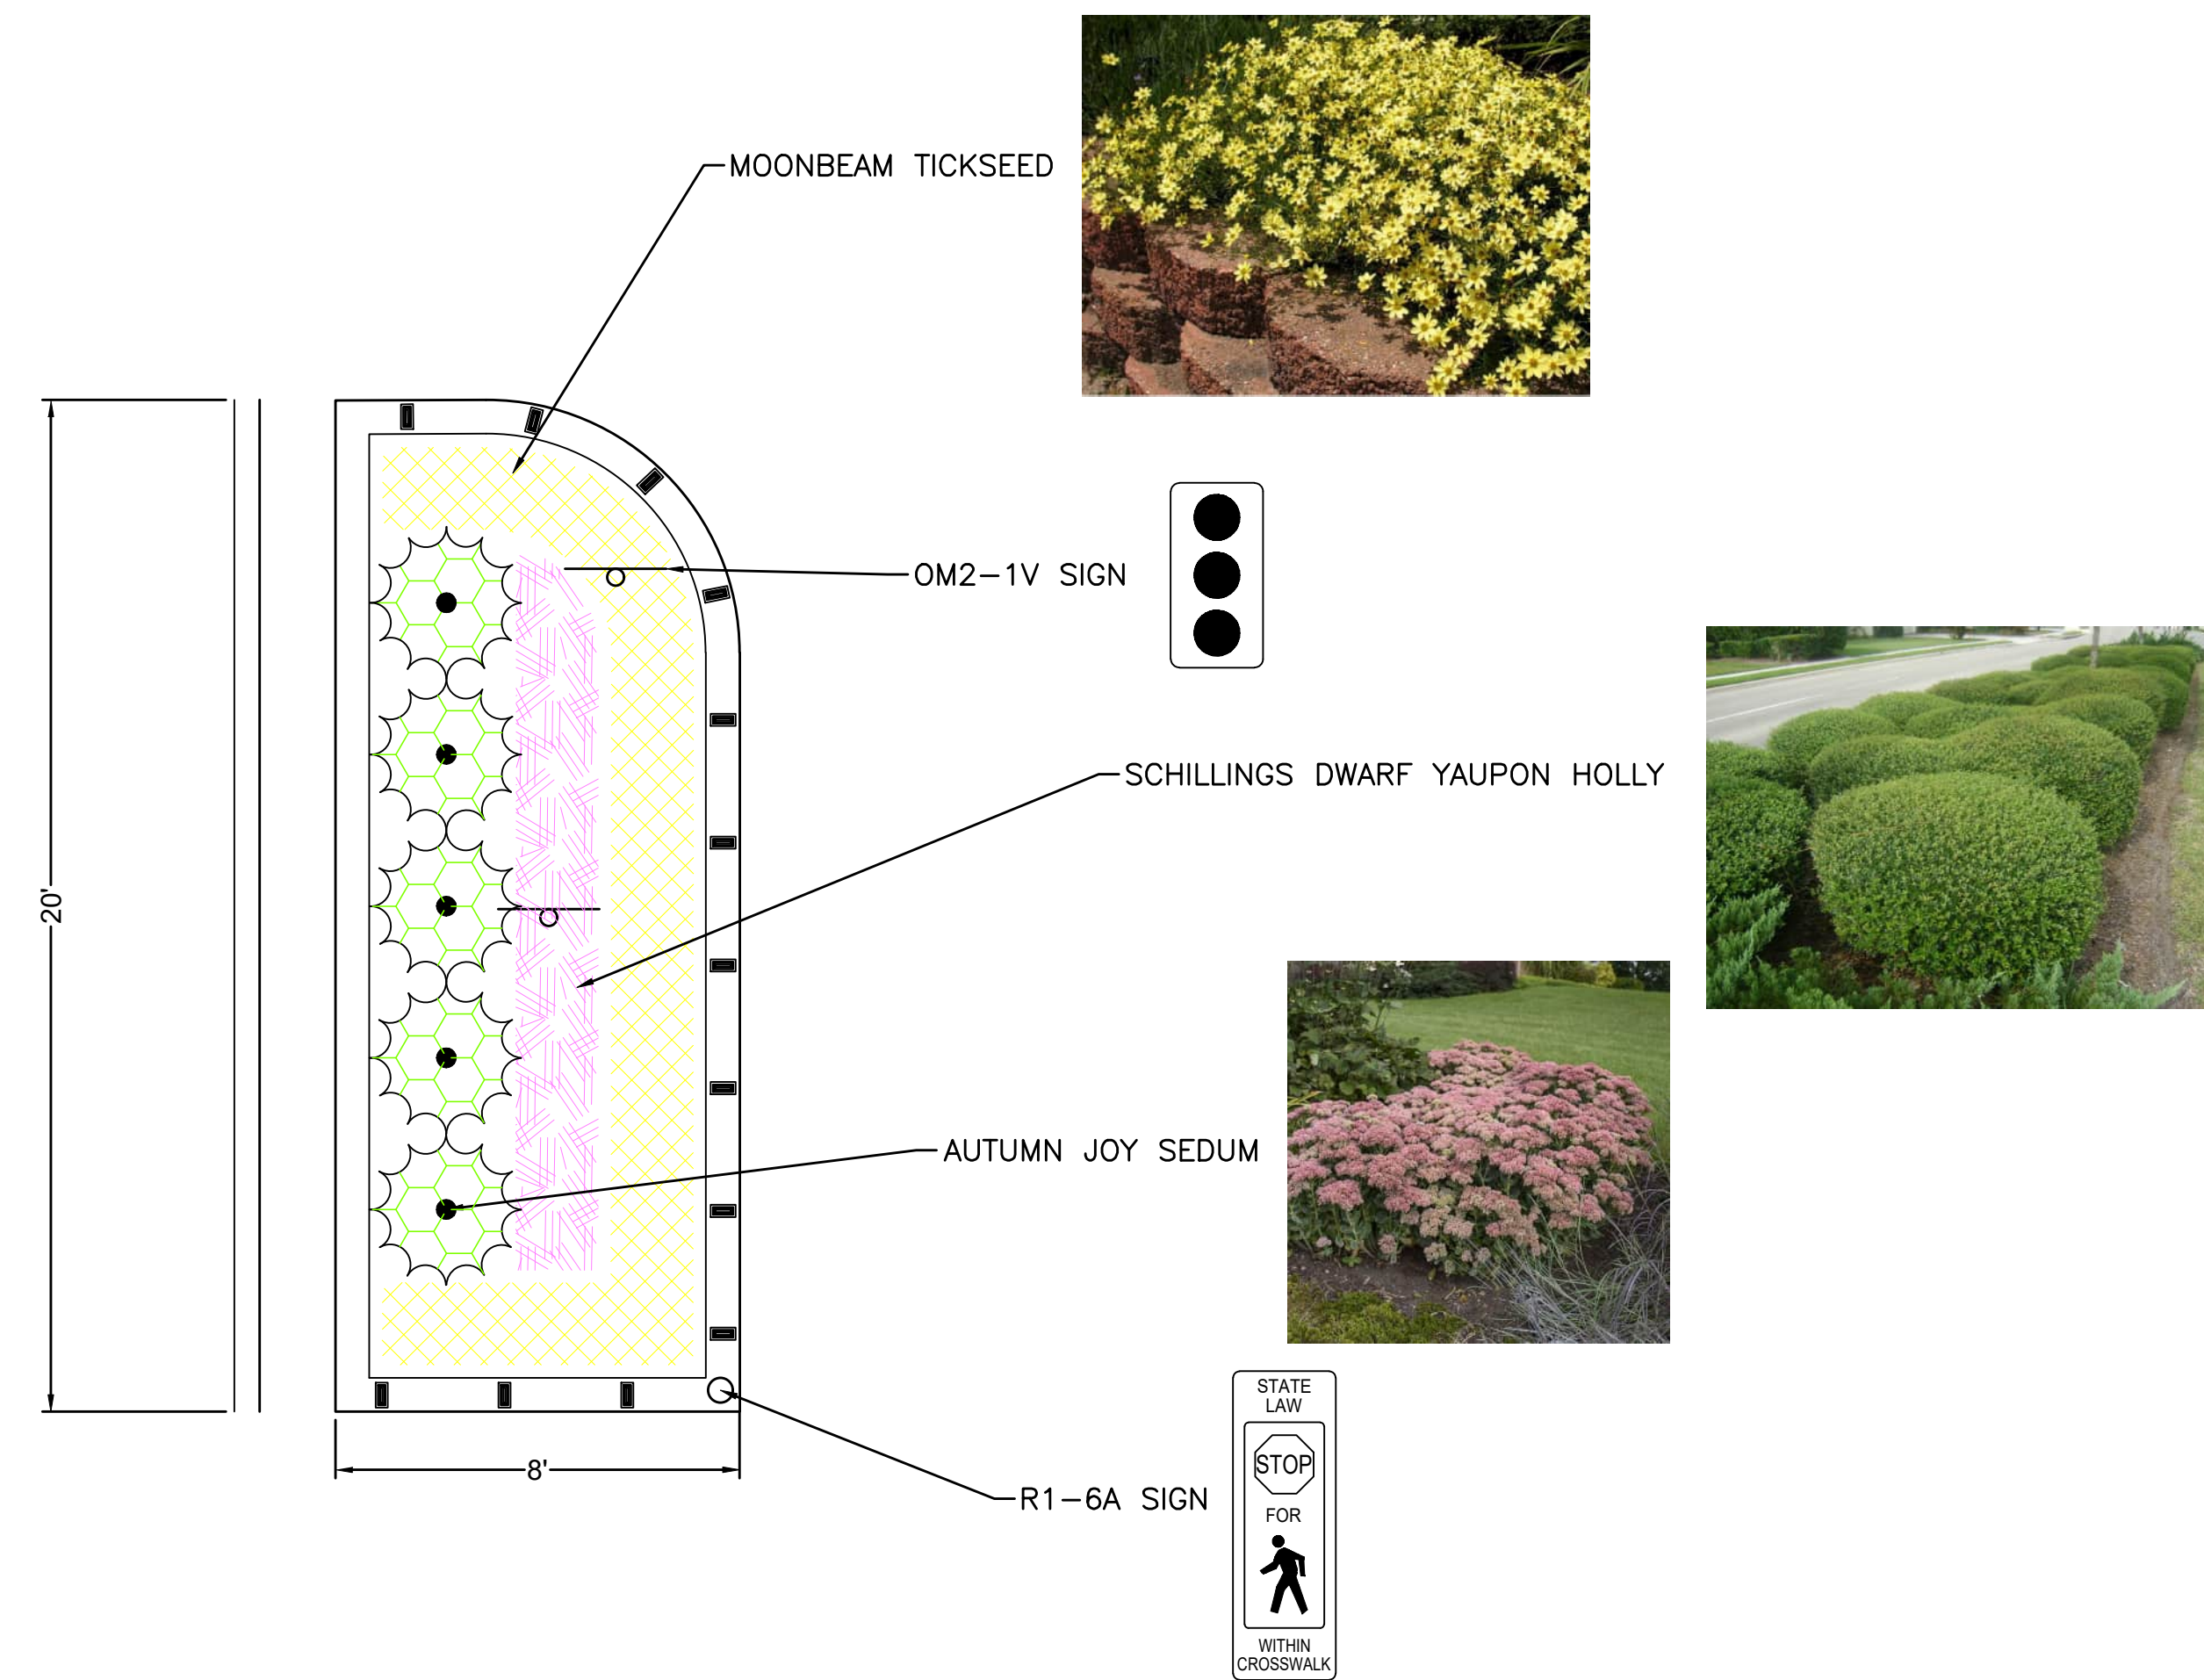 MOONBEAM TICKSEED
OM2-1V SIGN
SCHILLINGS DWARF YAUPON HOLLY
20'
AUTUMN JOY SEDUM
8'
R1-6A SIGN
STATE
LAW
STOP
FOR
WITHIN
CROSSWALK